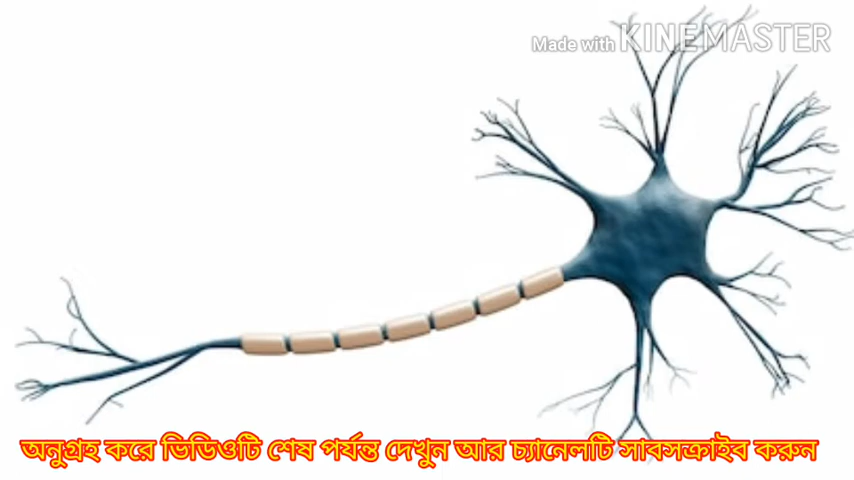 Made with KINEMASTER
অনুগ্রহ করে ভিডিওটি শেষ পর্যন্ত দেখুন আর চ্যানেলটি সাবসক্রাইব করুন